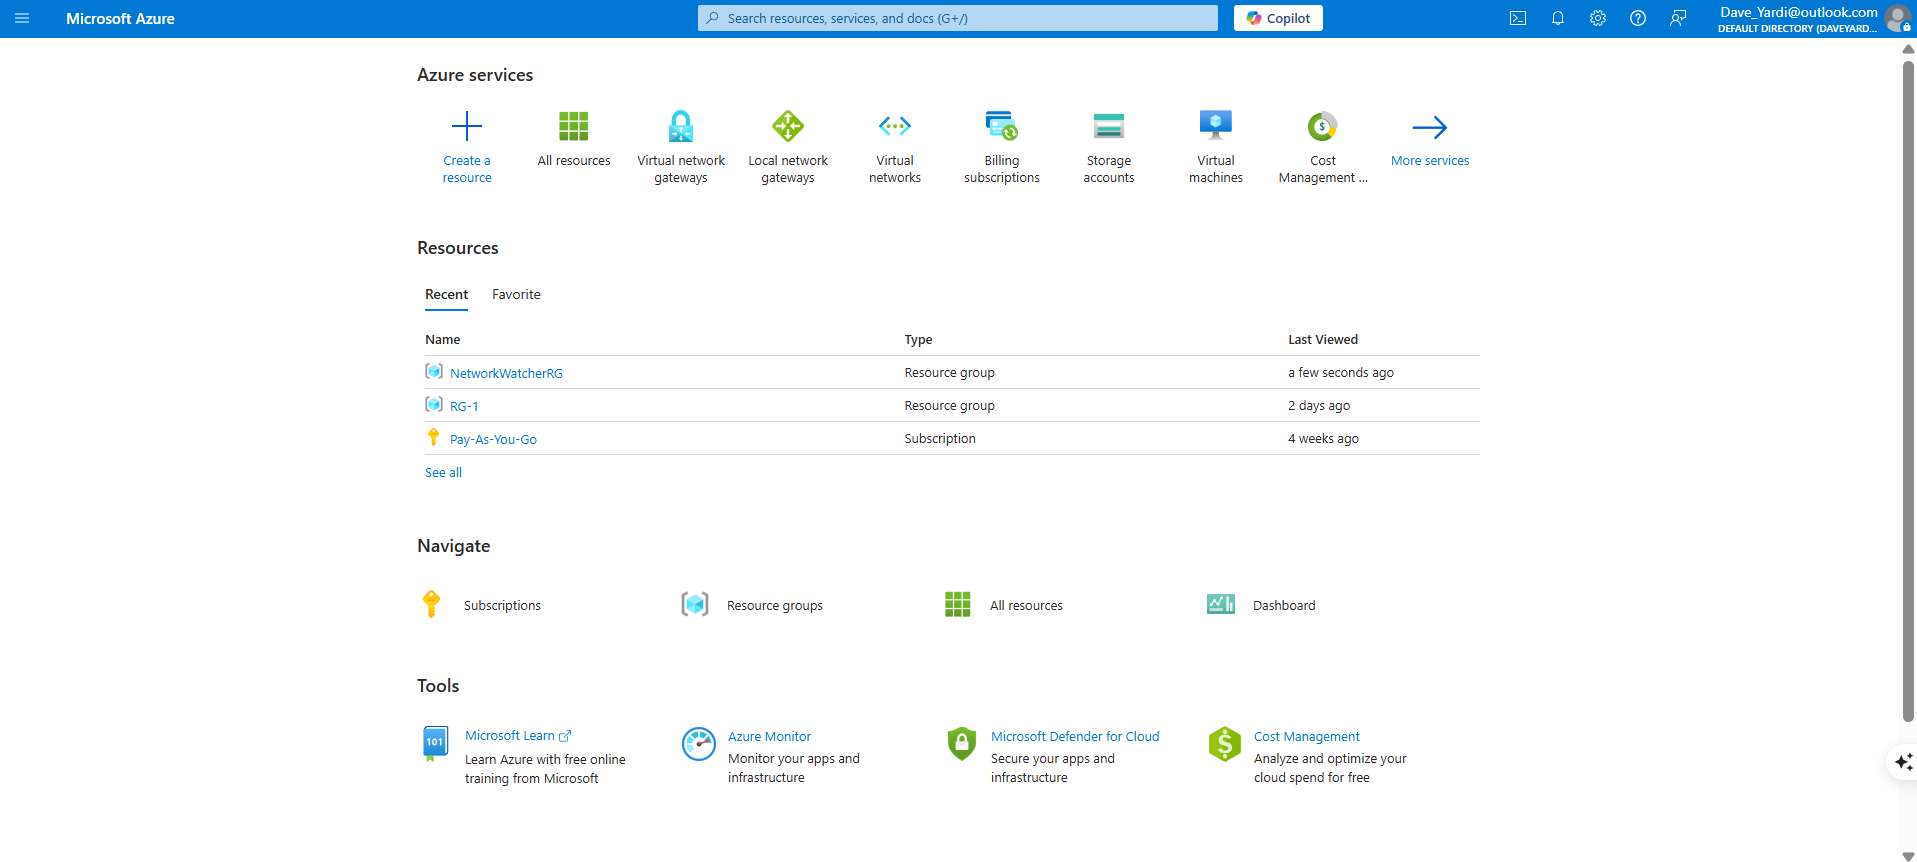 Microsoft Azure
Search resources, services, and docs (G+/)
Copilot
Dave_Yardi@outlook.com
DEFAULT DIRECTORY (DAVEYARD...
Azure services
Create a
resource
All resources
Virtual network
gateways
Local network
gateways
Virtual
networks
Billing
subscriptions
Storage
accounts
Virtual
machines
Cost
Management ...
More services
Resources
Recent Favorite
Name Type Last Viewed
NetworkWatcherRG Resource group a few seconds ago
RG-1 Resource group 2 days ago
Pay-As-You-Go Subscription 4 weeks ago
See all
Navigate
Subscriptions Resource groups All resources Dashboard
Tools
101
Microsoft Learn
Learn Azure with free online
training from Microsoft
Azure Monitor
Monitor your apps and
infrastructure
Microsoft Defender for Cloud
Secure your apps and
infrastructure
Cost Management
Analyze and optimize your
cloud spend for free